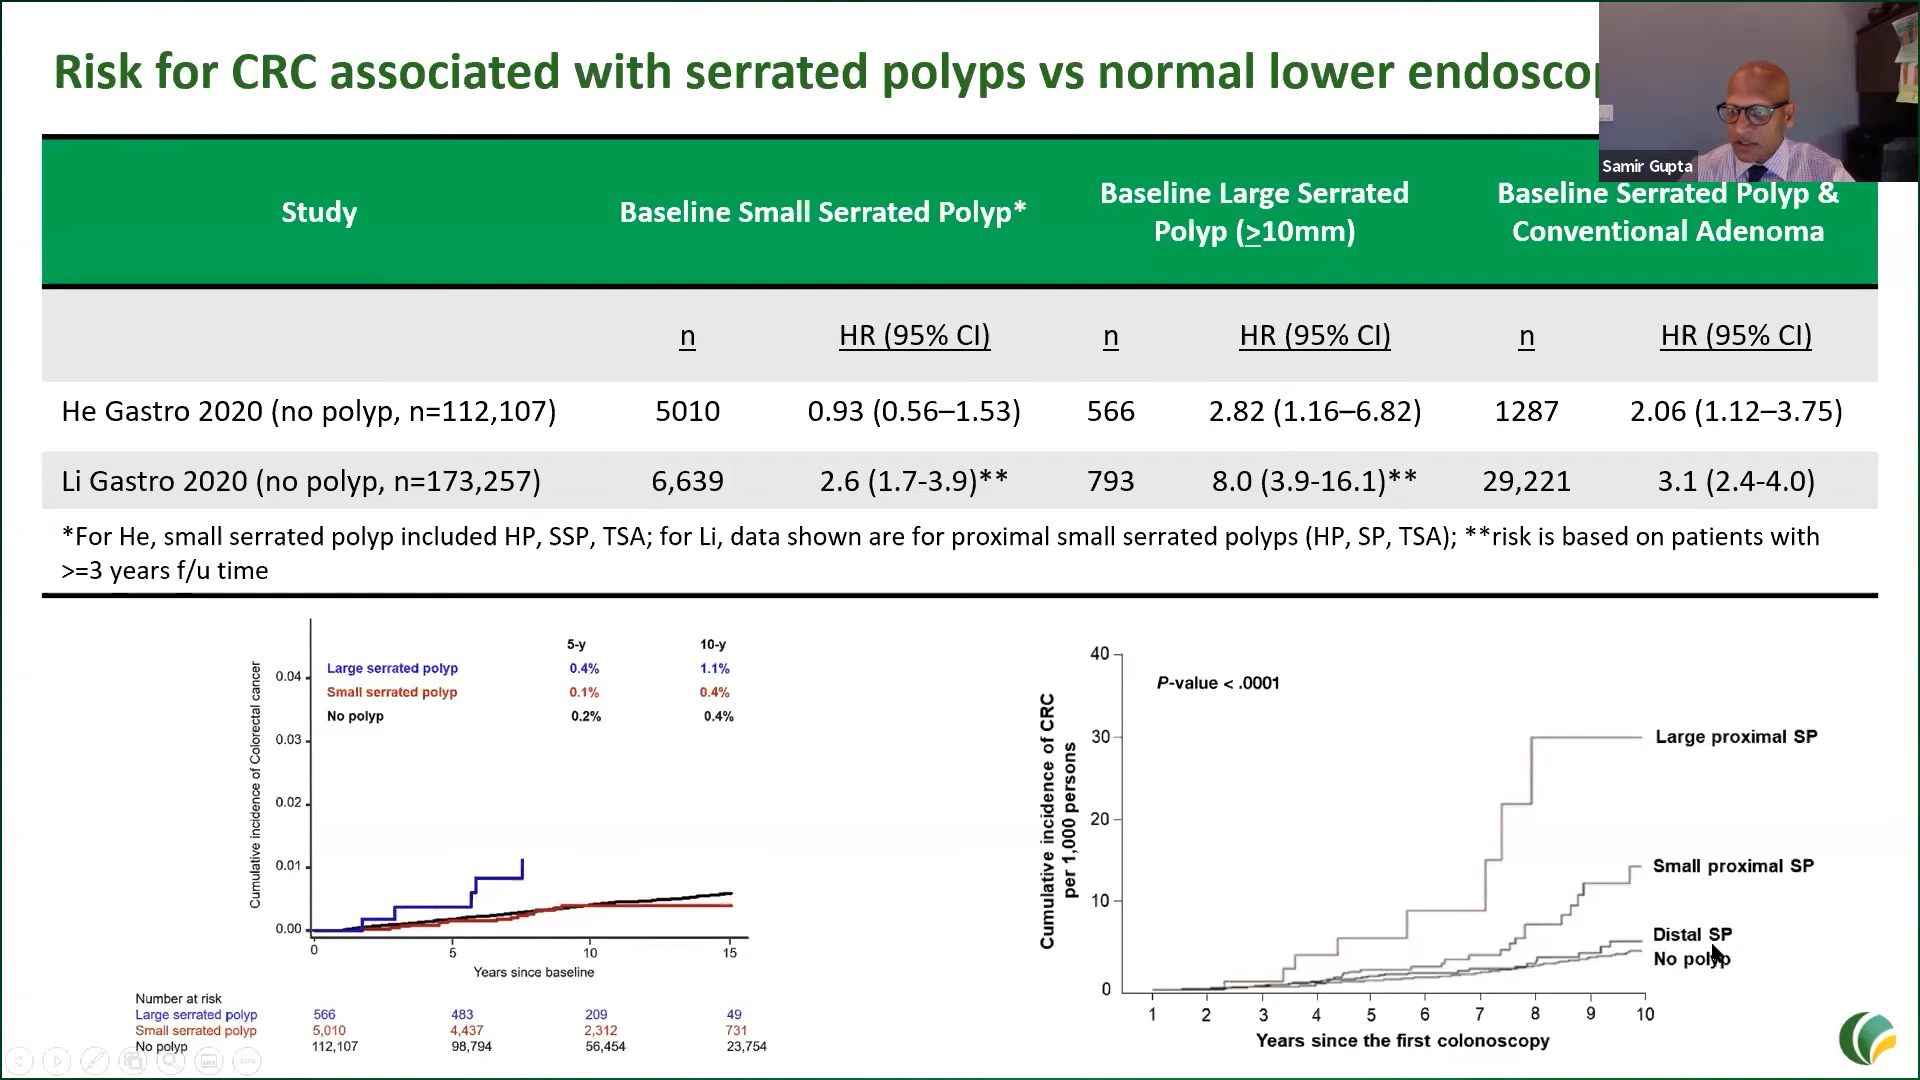 Risk for CRC associated with serrated polyps vs normal lower endosco
Samir Gupta
Study
Baseline Small Serrated Polyp*
Baseline Large Serrated
Polyp (≥10mm)
Baseline Serrated Polyp &
Conventional Adenoma
n HR (95% CI) n HR (95% CI) n HR (95% CI)
He Gastro 2020 (no polyp, n=112,107) 5010 0.93 (0.56–1.53) 566 2.82 (1.16–6.82) 1287 2.06 (1.12–3.75)
Li Gastro 2020 (no polyp, n=173,257) 6,639 2.6 (1.7-3.9)** 793 8.0 (3.9-16.1)** 29,221 3.1 (2.4-4.0)
*For He, small serrated polyp included HP, SSP, TSA; for Li, data shown are for proximal small serrated polyps (HP, SP, TSA); **risk is based on patients with
>=3 years f/u time
5-y 10-y
Large serrated polyp 0.4% 1.1%
Small serrated polyp 0.1% 0.4%
No polyp 0.2% 0.4%
Cumulative incidence of Colorectal cancer
0.04
0.03
0.02
0.01
0.00
0 5 10 15
Years since baseline
Number at risk
Large serrated polyp 566 483 209 49
Small serrated polyp 5,010 4,437 2,312 731
No polyp 112,107 98,794 56,454 23,754
Cumulative incidence of CRC
per 1,000 persons
40
30
20
10
0
P-value < .0001
Large proximal SP
Small proximal SP
Distal SP
No polyp
1 2 3 4 5 6 7 8 9 10
Years since the first colonoscopy